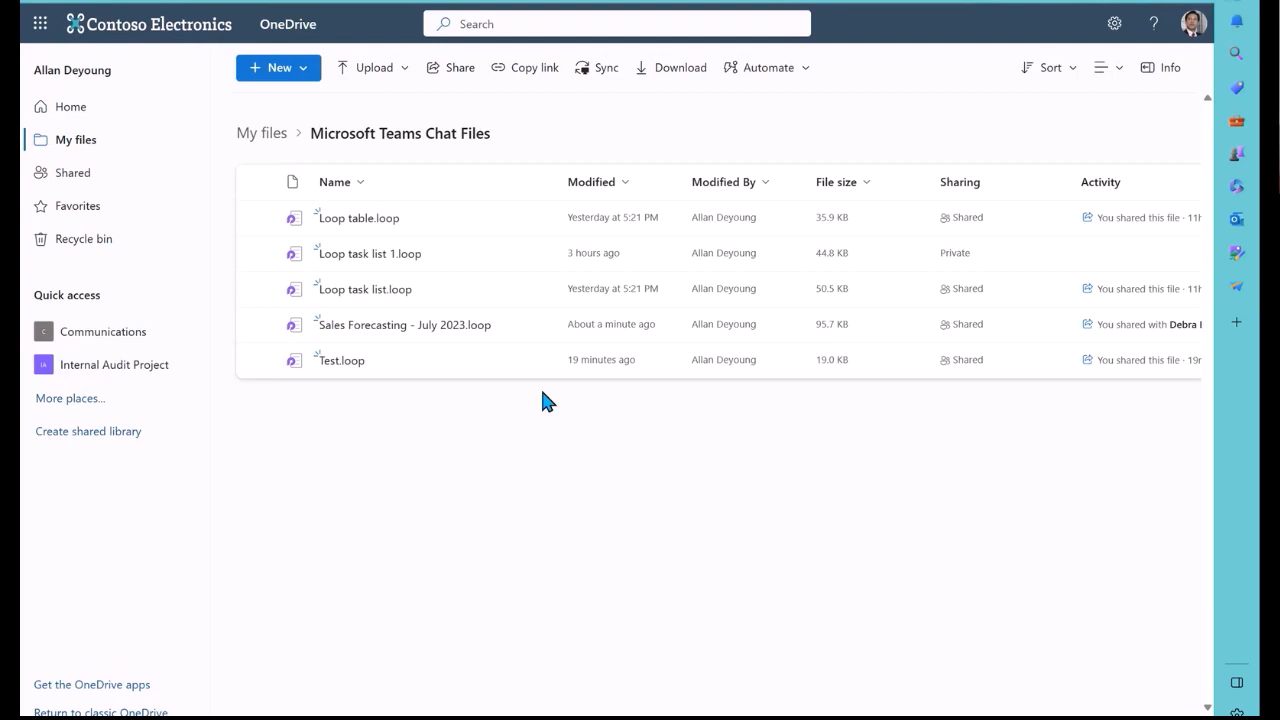 Contoso Electronics OneDrive Search ?
Allan Deyoung
Home
My files
Shared
Favorites
Recycle bin
Quick access
C Communications
IA Internal Audit Project
More places...
Create shared library
Get the OneDrive apps
Return to classic OneDrive
+ New Upload Share Copy link Sync Download Automate Sort Info
My files > Microsoft Teams Chat Files
Name Modified Modified By File size Sharing Activity
Loop table.loop Yesterday at 5:21 PM Allan Deyoung 35.9 KB Shared You shared this file · 11h
Loop task list 1.loop 3 hours ago Allan Deyoung 44.8 KB Private
Loop task list.loop Yesterday at 5:21 PM Allan Deyoung 50.5 KB Shared You shared this file · 11h
Sales Forecasting - July 2023.loop About a minute ago Allan Deyoung 95.7 KB Shared You shared with Debra
Test.loop 19 minutes ago Allan Deyoung 19.0 KB Shared You shared this file · 19m